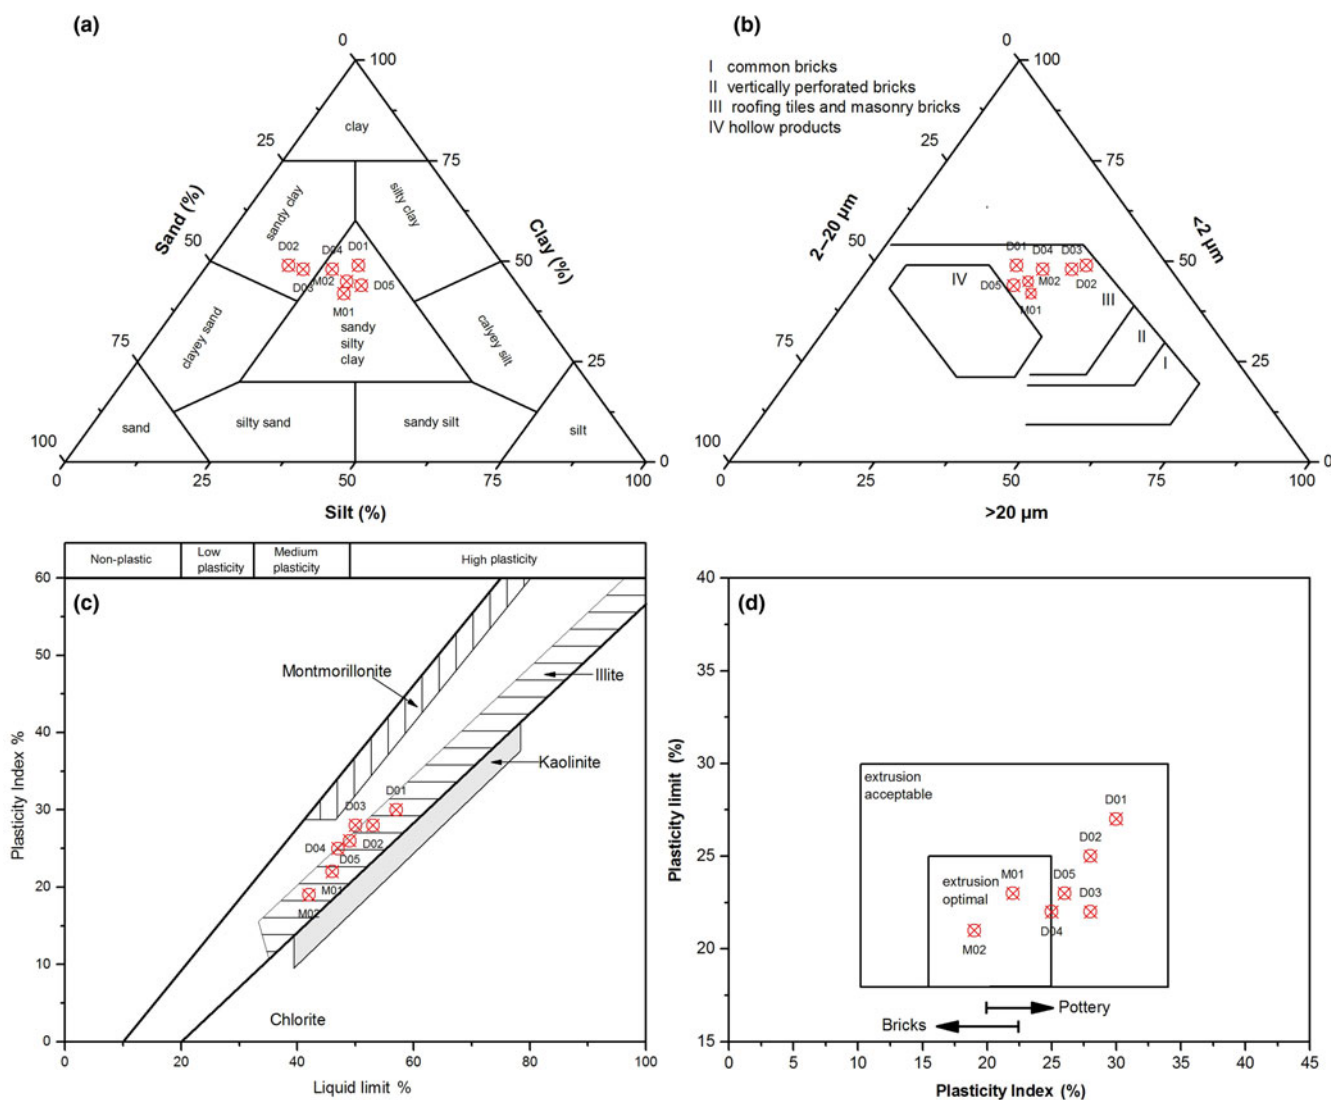 (a)
0
100
clay
25
75
Sand (%)
sandy clay
silty clay
Clay (%)
50
50
D02
D04
D01
D03
M02
D05
M01
sandy
silty
clay
clayey sand
calyey silt
75
25
sand
silty sand
sandy silt
silt
100
0
0
25
50
75
100
Silt (%)
(b)
0
100
I common bricks
II vertically perforated bricks
III roofing tiles and masonry bricks
IV hollow products
25
75
2–20 µm
<2 µm
50
50
D01
D04
D03
D05
M02
D02
M01
IV
III
II
I
75
25
100
0
0
25
50
75
100
>20 µm
Non-plastic
Low
plasticity
Medium
plasticity
High plasticity
(c)
60
50
40
30
20
10
0
Plasticity Index %
Montmorillonite
Illite
Kaolinite
D01
D03
D02
D04
D05
M01
M02
Chlorite
0
20
40
60
80
100
Liquid limit %
(d)
40
35
30
25
20
15
Plasticity limit (%)
extrusion
acceptable
extrusion
optimal
D01
D02
M01
D05
D03
D04
M02
Pottery
Bricks
0
5
10
15
20
25
30
35
40
45
Plasticity Index (%)